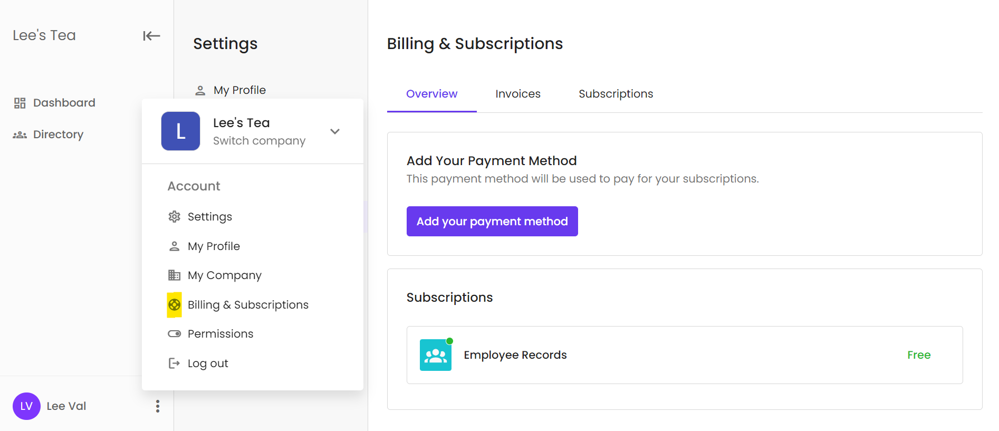 Lee's Tea
Dashboard
Directory
LV
Lee Val
Settings
My Profile
L
Lee's Tea
Switch company
Account
Settings
My Profile
My Company
Billing & Subscriptions
Permissions
Log out
Billing & Subscriptions
Overview
Invoices
Subscriptions
Add Your Payment Method
This payment method will be used to pay for your subscriptions.
Add your payment method
Subscriptions
Employee Records
Free